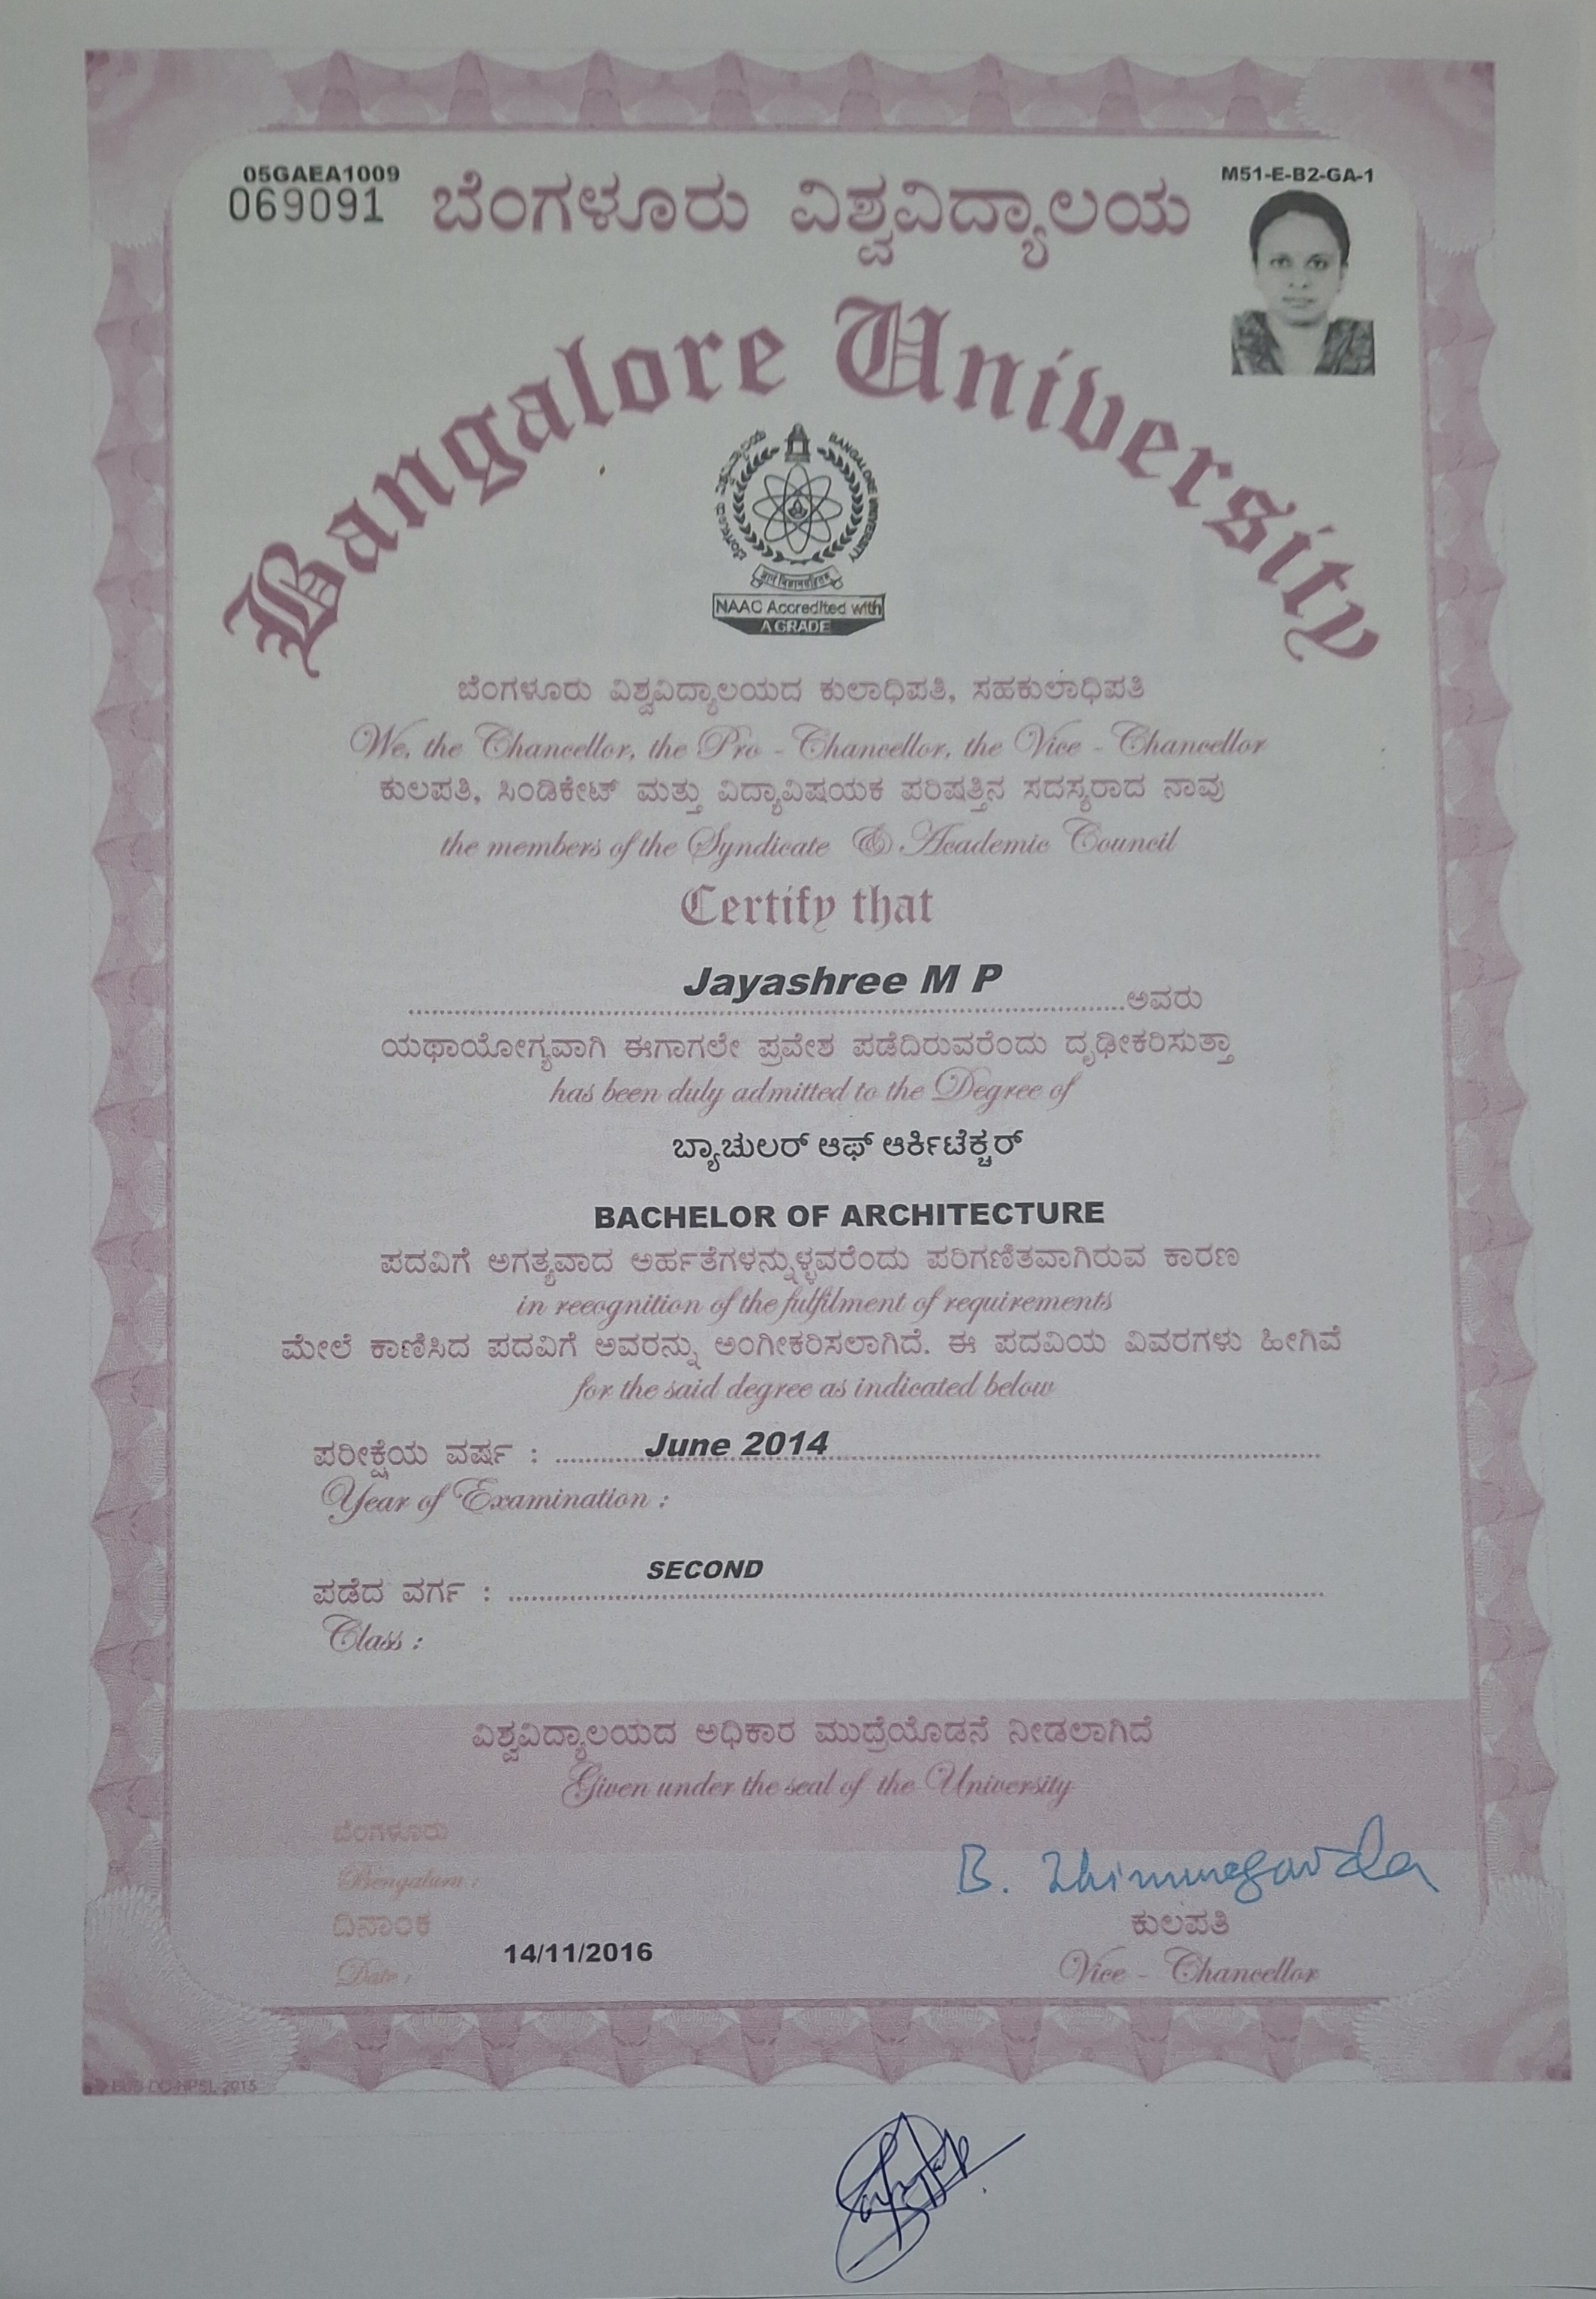 05GAEA1009
069091
M51-E-B2-GA-1
ಬೆಂಗಳೂರು ವಿಶ್ವವಿದ್ಯಾಲಯ
Bangalore University
ಬೆಂಗಳೂರು ವಿಶ್ವವಿದ್ಯಾಲಯ BANGALORE UNIVERSITY
NAAC Accredited with
A GRADE
ಬೆಂಗಳೂರು ವಿಶ್ವವಿದ್ಯಾಲಯದ ಕುಲಾಧಿಪತಿ, ಸಹಕುಲಾಧಿಪತಿ
We, the Chancellor, the Pro - Chancellor, the Vice - Chancellor
ಕುಲಪತಿ, ಸಿಂಡಿಕೇಟ್ ಮತ್ತು ವಿದ್ಯಾವಿಷಯಕ ಪರಿಷತ್ತಿನ ಸದಸ್ಯರಾದ ನಾವು
the members of the Syndicate & Academic Council
Certify that
Jayashree M P
ಅವರು
ಯಥಾಯೋಗ್ಯವಾಗಿ ಈಗಾಗಲೇ ಪ್ರವೇಶ ಪಡೆದಿರುವರೆಂದು ದೃಢೀಕರಿಸುತ್ತಾ
has been duly admitted to the Degree of
ಬ್ಯಾಚುಲರ್ ಆಫ್ ಆರ್ಕಿಟೆಕ್ಚರ್
BACHELOR OF ARCHITECTURE
ಪದವಿಗೆ ಅಗತ್ಯವಾದ ಅರ್ಹತೆಗಳನ್ನುಳ್ಳವರೆಂದು ಪರಿಗಣಿತವಾಗಿರುವ ಕಾರಣ
in recognition of the fulfilment of requirements
ಮೇಲೆ ಕಾಣಿಸಿದ ಪದವಿಗೆ ಅವರನ್ನು ಅಂಗೀಕರಿಸಲಾಗಿದೆ. ಈ ಪದವಿಯ ವಿವರಗಳು ಹೀಗಿವೆ
for the said degree as indicated below
ಪರೀಕ್ಷೆಯ ವರ್ಷ : June 2014
Year of Examination :
ಪಡೆದ ವರ್ಗ : SECOND
Class :
ವಿಶ್ವವಿದ್ಯಾಲಯದ ಅಧಿಕಾರ ಮುದ್ರೆಯೊಡನೆ ನೀಡಲಾಗಿದೆ
Given under the seal of the University
ಬೆಂಗಳೂರು
Bengaluru :
ದಿನಾಂಕ
Date : 14/11/2016
B. Thimmegowda
ಕುಲಪತಿ
Vice - Chancellor